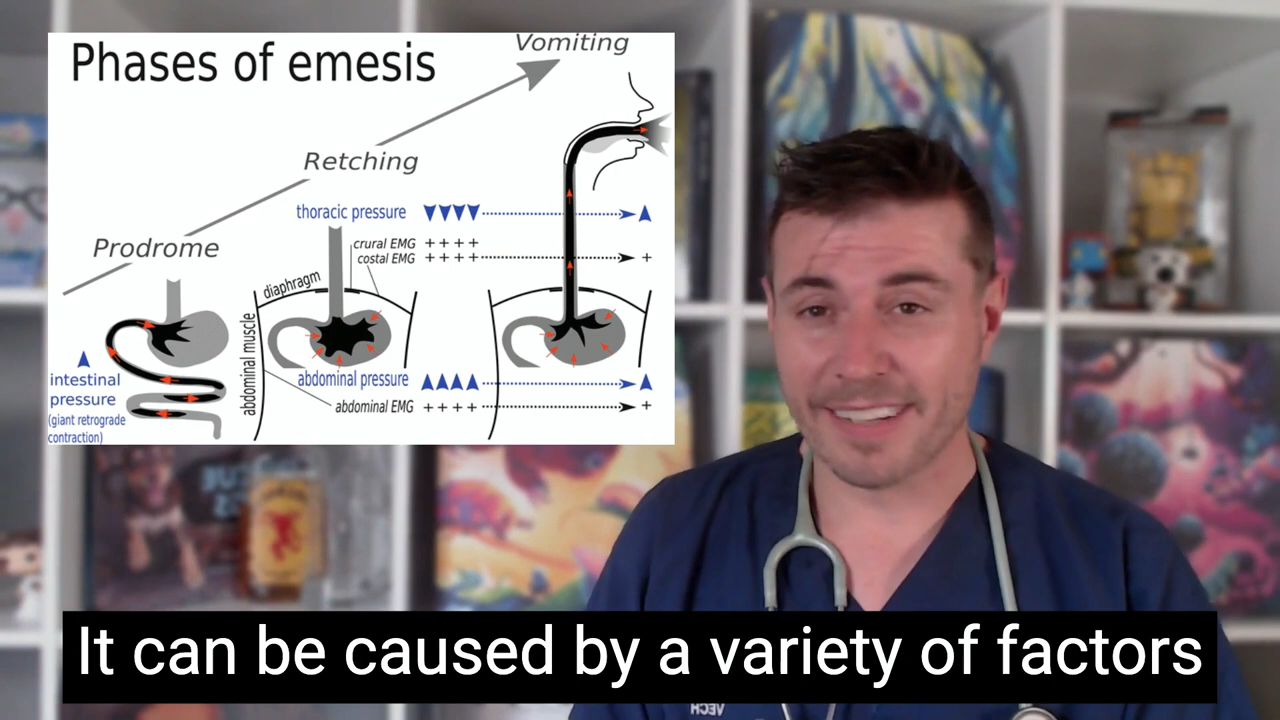 Phases of emesis
Vomiting
Retching
Prodrome
thoracic pressure
crural EMG + + + +
costal EMG + + + + +
diaphragm
abdominal muscle
intestinal
pressure
(giant retrograde
contraction)
abdominal pressure
abdominal EMG + + + + +
It can be caused by a variety of factors